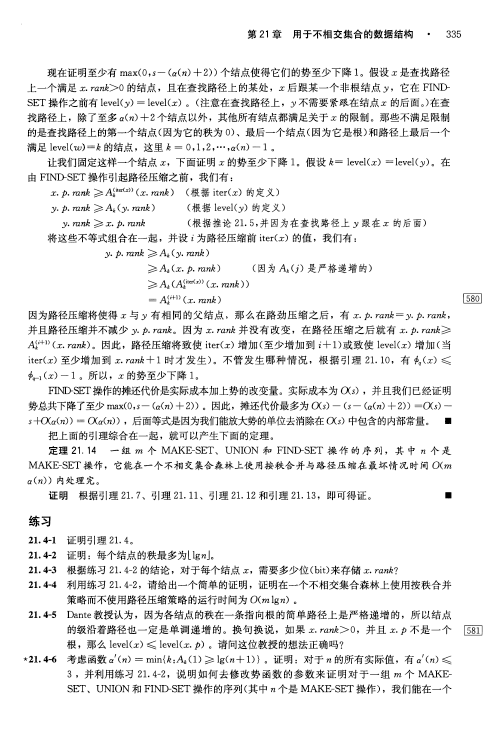 第 21 章 用于不相交集合的数据结构 · 335
现在证明至少有 max(0,s-(α(n)+2))个结点使得它们的势至少下降 1。假设 x 是查找路径
上一个满足 x.rank>0 的结点，且在查找路径上的某处，x 后跟某一个非根结点 y，它在 FIND-
SET 操作之前有 level(y)=level(x)。（注意在查找路径上，y 不需要紧跟在结点 x 的后面。）在查
找路径上，除了至多 α(n)+2 个结点以外，其他所有结点都满足关于 x 的限制。那些不满足限制
的是查找路径上的第一个结点（因为它的秩为 0）、最后一个结点（因为它是根）和路径上最后一个
满足 level(w)=k 的结点，这里 k = 0,1,2,…,α(n)-1。
让我们固定这样一个结点 x，下面证明 x 的势至少下降 1。假设 k= level(x)=level(y)。在
由 FIND-SET 操作引起路径压缩之前，我们有：
x.p.rank ≥ A_k^(iter(x))(x.rank) （根据 iter(x) 的定义）
y.p.rank ≥ A_k(y.rank) （根据 level(y) 的定义）
y.rank ≥ x.p.rank （根据推论 21.5，并因为在查找路径上 y 跟在 x 的后面）
将这些不等式组合在一起，并设 i 为路径压缩前 iter(x) 的值，我们有：
y.p.rank ≥ A_k(y.rank)
≥ A_k(x.p.rank) （因为 A_k(j) 是严格递增的）
≥ A_k(A_k^(iter(x))(x.rank))
= A_k^(i+1)(x.rank)
580
因为路径压缩将使得 x 与 y 有相同的父结点，那么在路劲压缩之后，有 x.p.rank=y.p.rank，
并且路径压缩并不减少 y.p.rank。因为 x.rank 并没有改变，在路径压缩之后就有 x.p.rank≥
A_k^(i+1)(x.rank)。因此，路径压缩将致使 iter(x) 增加（至少增加到 i+1）或致使 level(x) 增加（当
iter(x) 至少增加到 x.rank+1 时才发生）。不管发生哪种情况，根据引理 21.10，有 ϕ_q(x) ≤
ϕ_q-1(x)-1。所以，x 的势至少下降 1。
FIND-SET 操作的摊还代价是实际成本加上势的改变量。实际成本为 O(s)，并且我们已经证明
势总共下降了至少 max(0,s-(α(n)+2))。因此，摊还代价最多为 O(s)-(s-(α(n)+2))=O(s)-
s+O(α(n))= O(α(n))，后面等式是因为我们能放大势的单位去消除在 O(s) 中包含的内部常量。 ■
把上面的引理综合在一起，就可以产生下面的定理。
定理 21.14 一组 m 个 MAKE-SET、UNION 和 FIND-SET 操作的序列，其中 n 个是
MAKE-SET 操作，它能在一个不相交集合森林上使用按秩合并与路径压缩在最坏情况时间 O(m
α(n)) 内处理完。
证明 根据引理 21.7、引理 21.11、引理 21.12 和引理 21.13，即可得证。 ■
练习
21.4-1 证明引理 21.4。
21.4-2 证明：每个结点的秩最多为⌊lgn⌋。
21.4-3 根据练习 21.4-2 的结论，对于每个结点 x，需要多少位(bit)来存储 x.rank?
21.4-4 利用练习 21.4-2，请给出一个简单的证明，证明在一个不相交集合森林上使用按秩合并
策略而不使用路径压缩策略的运行时间为 O(mlgn)。
21.4-5 Dante 教授认为，因为各结点的秩在一条指向根的简单路径上是严格递增的，所以结点
的级沿着路径也一定是单调递增的。换句换说，如果 x.rank>0，并且 x.p 不是一个
581
根，那么 level(x)≤ level(x.p)。请问这位教授的想法正确吗?
*21.4-6 考虑函数 α′(n)= min{k:A_k(1)≥ lg(n+1)}。证明：对于 n 的所有实际值，有 α′(n)≤
3，并利用练习 21.4-2，说明如何去修改势函数的参数来证明对于一组 m 个 MAKE-
SET、UNION 和 FIND-SET 操作的序列（其中 n 个是 MAKE-SET 操作），我们能在一个